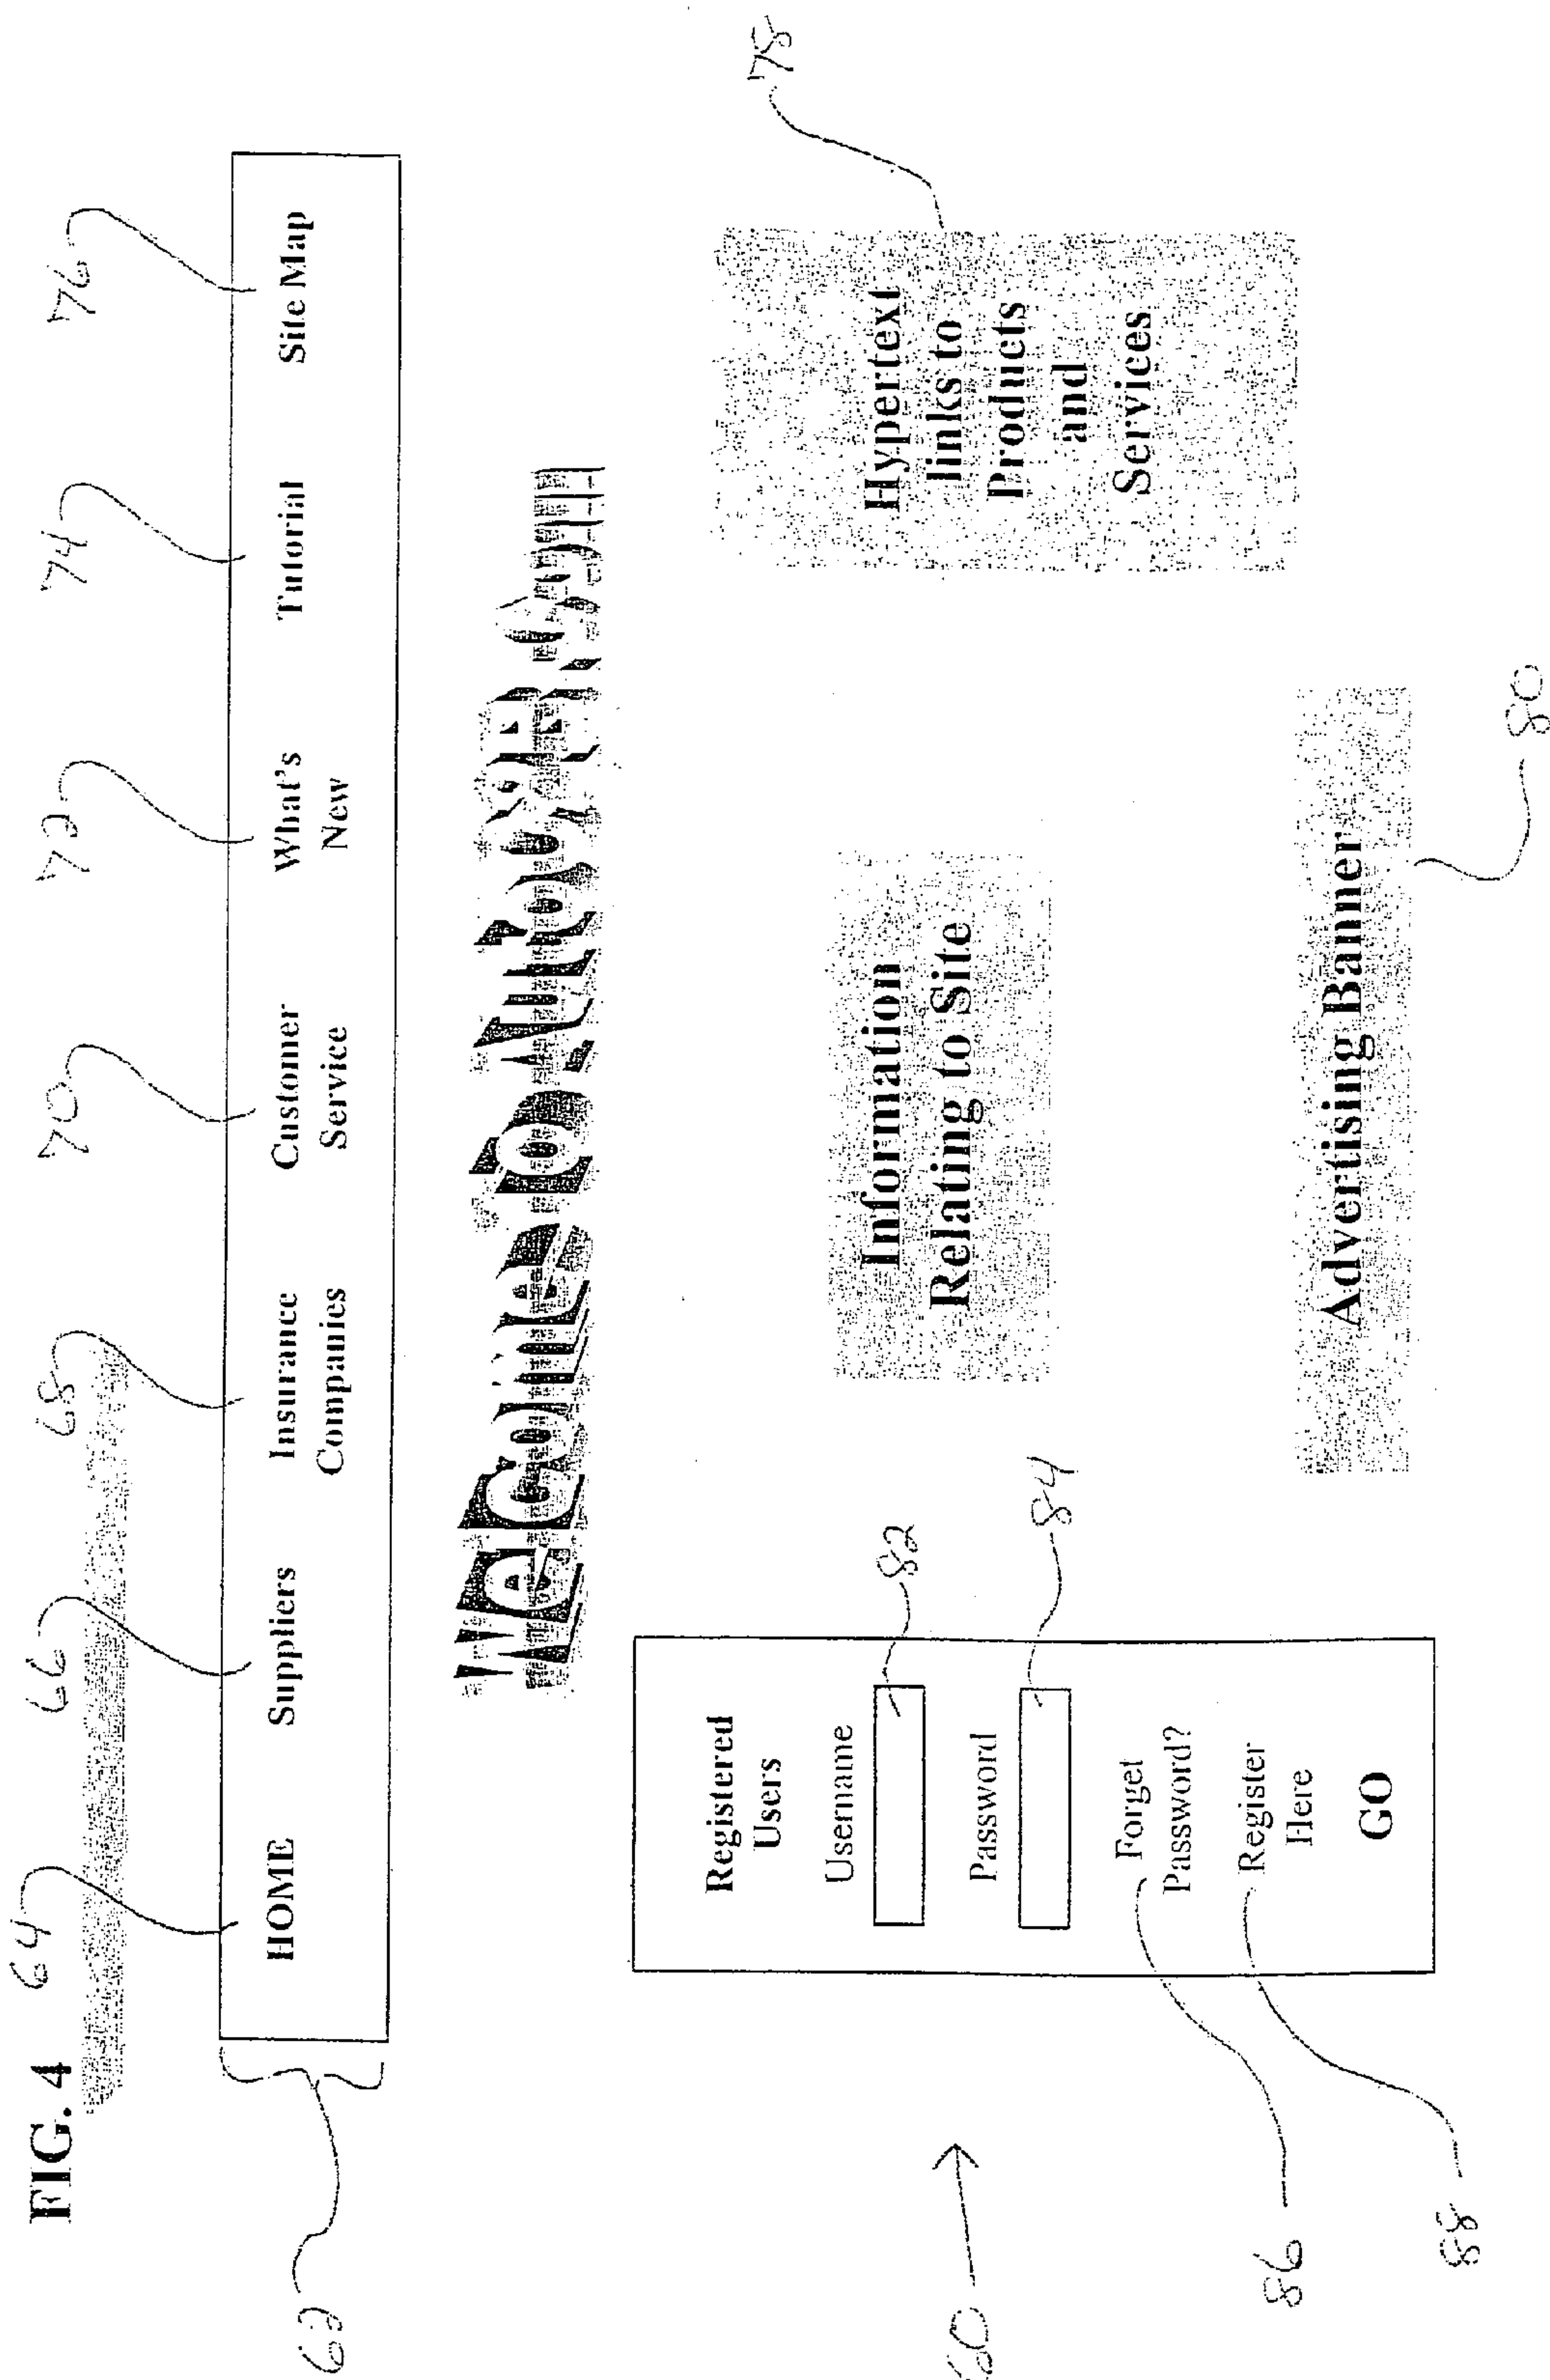 FIG. 4
64 66 68 70 72 74 76
62
HOME Suppliers Insurance Customer What's Tutorial Site Map
Companies Service New
Welcome to
Registered
Users
Username
82
Password
84
Forget
Password?
Register
Here
GO
60
86
88
Information
Relating to Site
Hypertext
links to
Products
and
Services
78
Advertising Banner
80